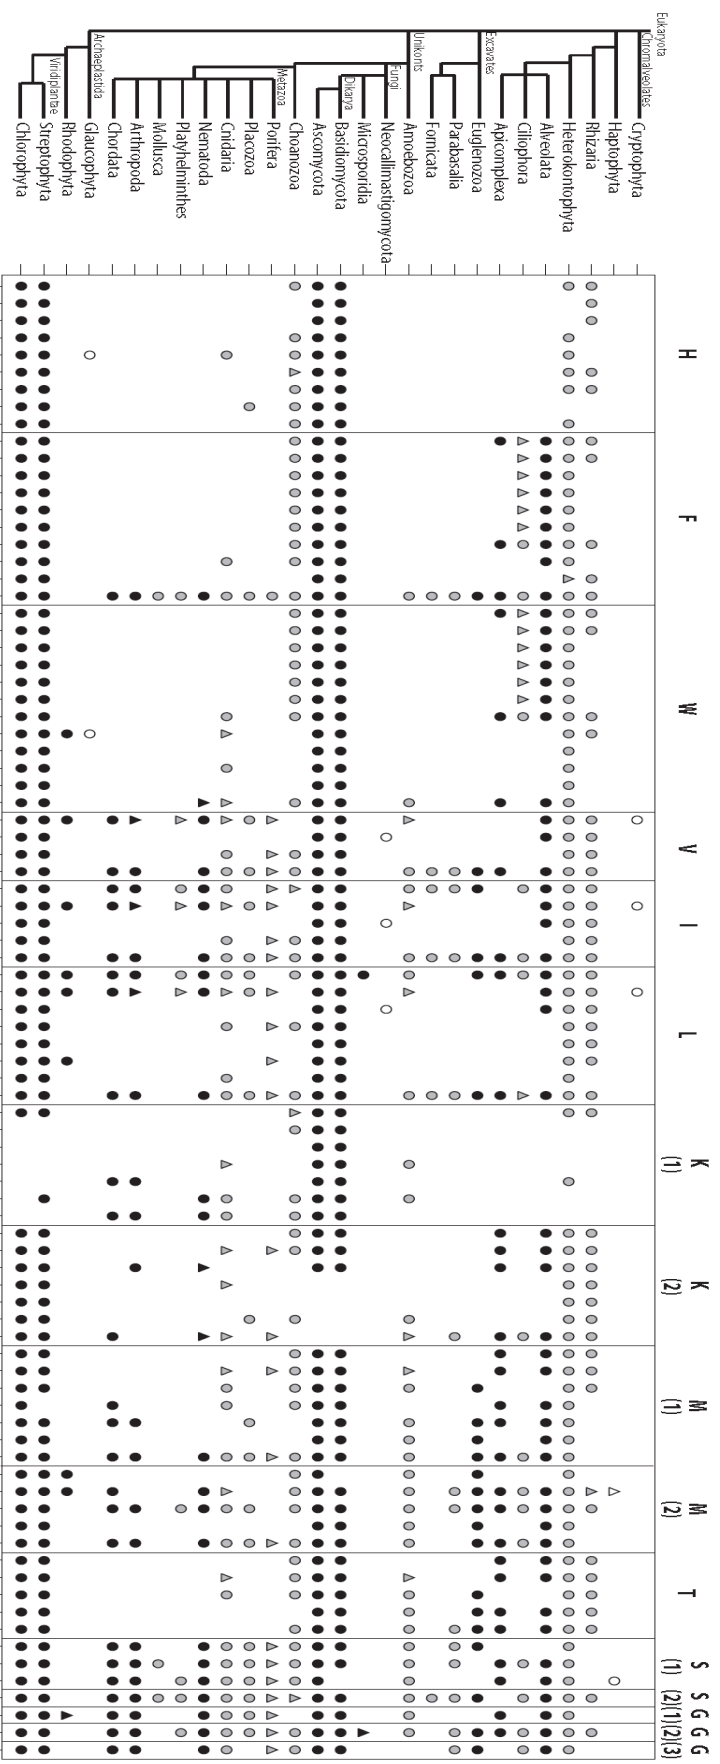 Eukaryota
Chromalveolates
Excavates
Unikonts
Fungi
Dikarya
Metazoa
Archaeplastida
Viridiplantae
Cryptophyta
Haptophyta
Rhizaria
Heterokontophyta
Alveolata
Ciliophora
Apicomplexa
Euglenozoa
Parabasalia
Fornicata
Amoebozoa
Neocallimastigomycota
Microsporidia
Basidiomycota
Ascomycota
Choanozoa
Porifera
Placozoa
Cnidaria
Nematoda
Platyhelminthes
Mollusca
Arthropoda
Chordata
Glaucophyta
Rhodophyta
Streptophyta
Chlorophyta
H
F
W
V
I
L
K
(1)
K
(2)
M
(1)
M
(2)
T
S
(1)
S
(2)
G
(1)
G
(2)
G
(3)